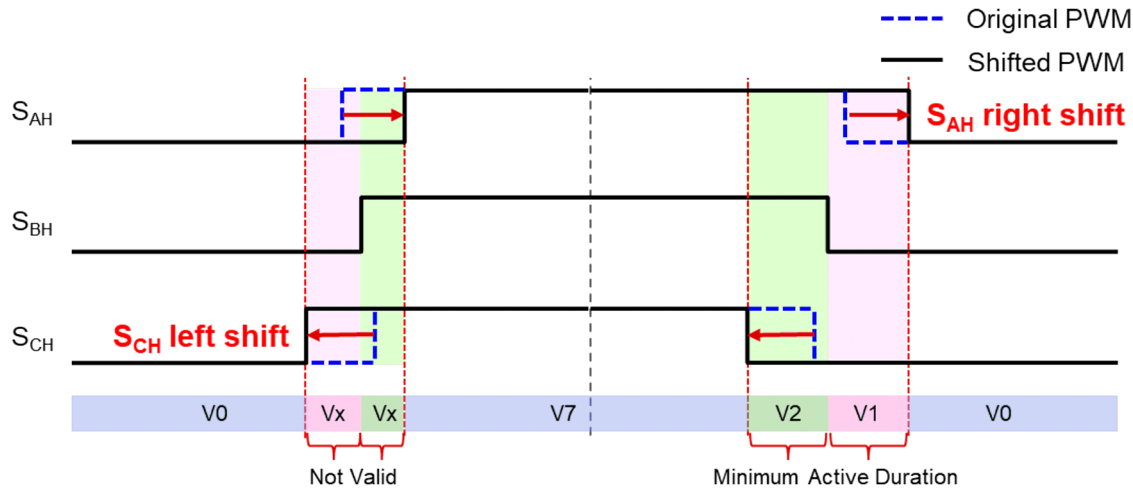 Original PWM
Shifted PWM
SAH
SAH right shift
SBH
SCH
SCH left shift
V0 Vx Vx V7 V2 V1 V0
Not Valid
Minimum Active Duration